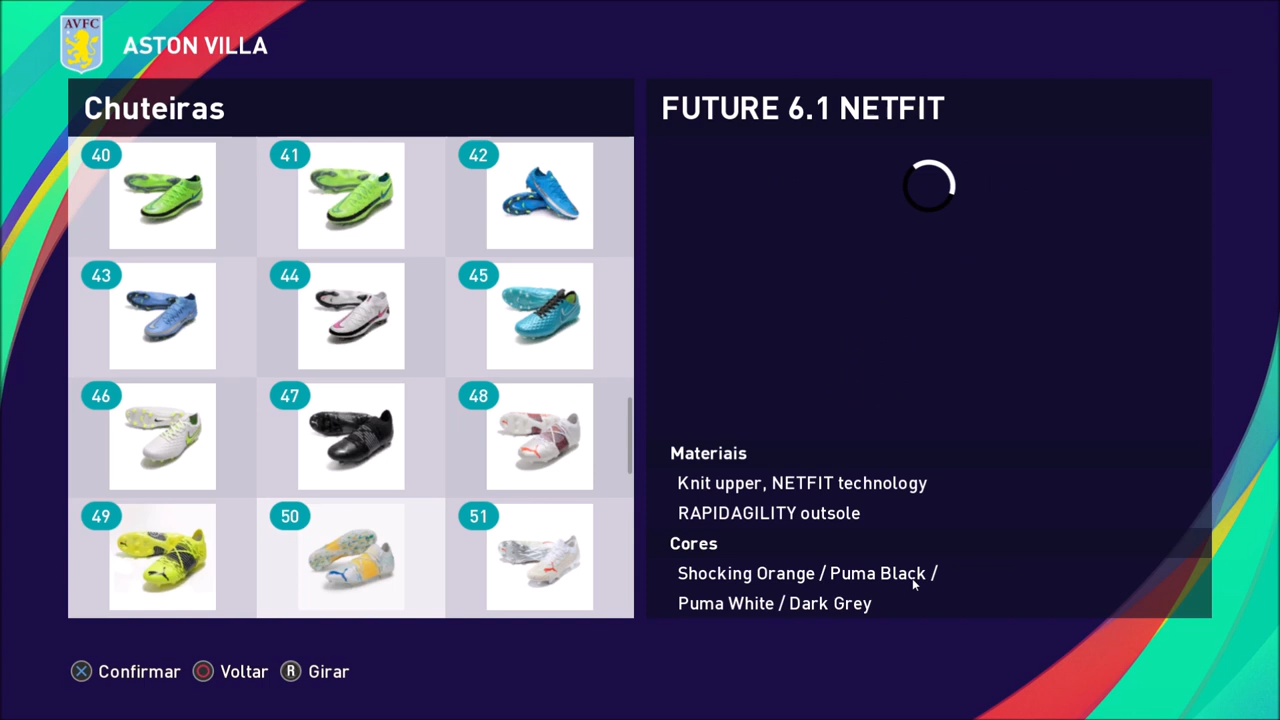 AVFC
ASTON VILLA
Chuteiras
40
41
42
43
44
45
46
47
48
49
50
51
FUTURE 6.1 NETFIT
Materiais
Knit upper, NETFIT technology
RAPIDAGILITY outsole
Cores
Shocking Orange / Puma Black /
Puma White / Dark Grey
Confirmar
Voltar
R Girar